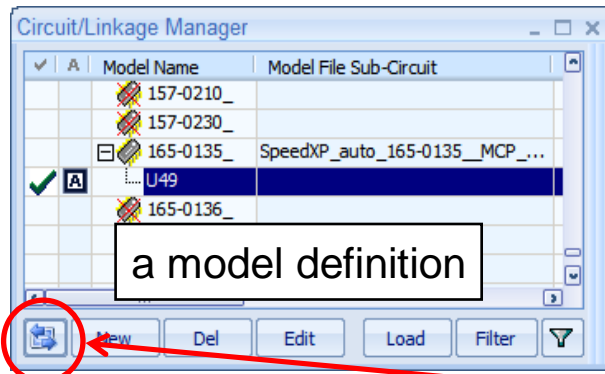 Circuit/Linkage Manager
A Model Name Model File Sub-Circuit
157-0210_
157-0230_
165-0135_ SpeedXP_auto_165-0135__MCP_...
A U49
165-0136_
a model definition
New Del Edit Load Filter